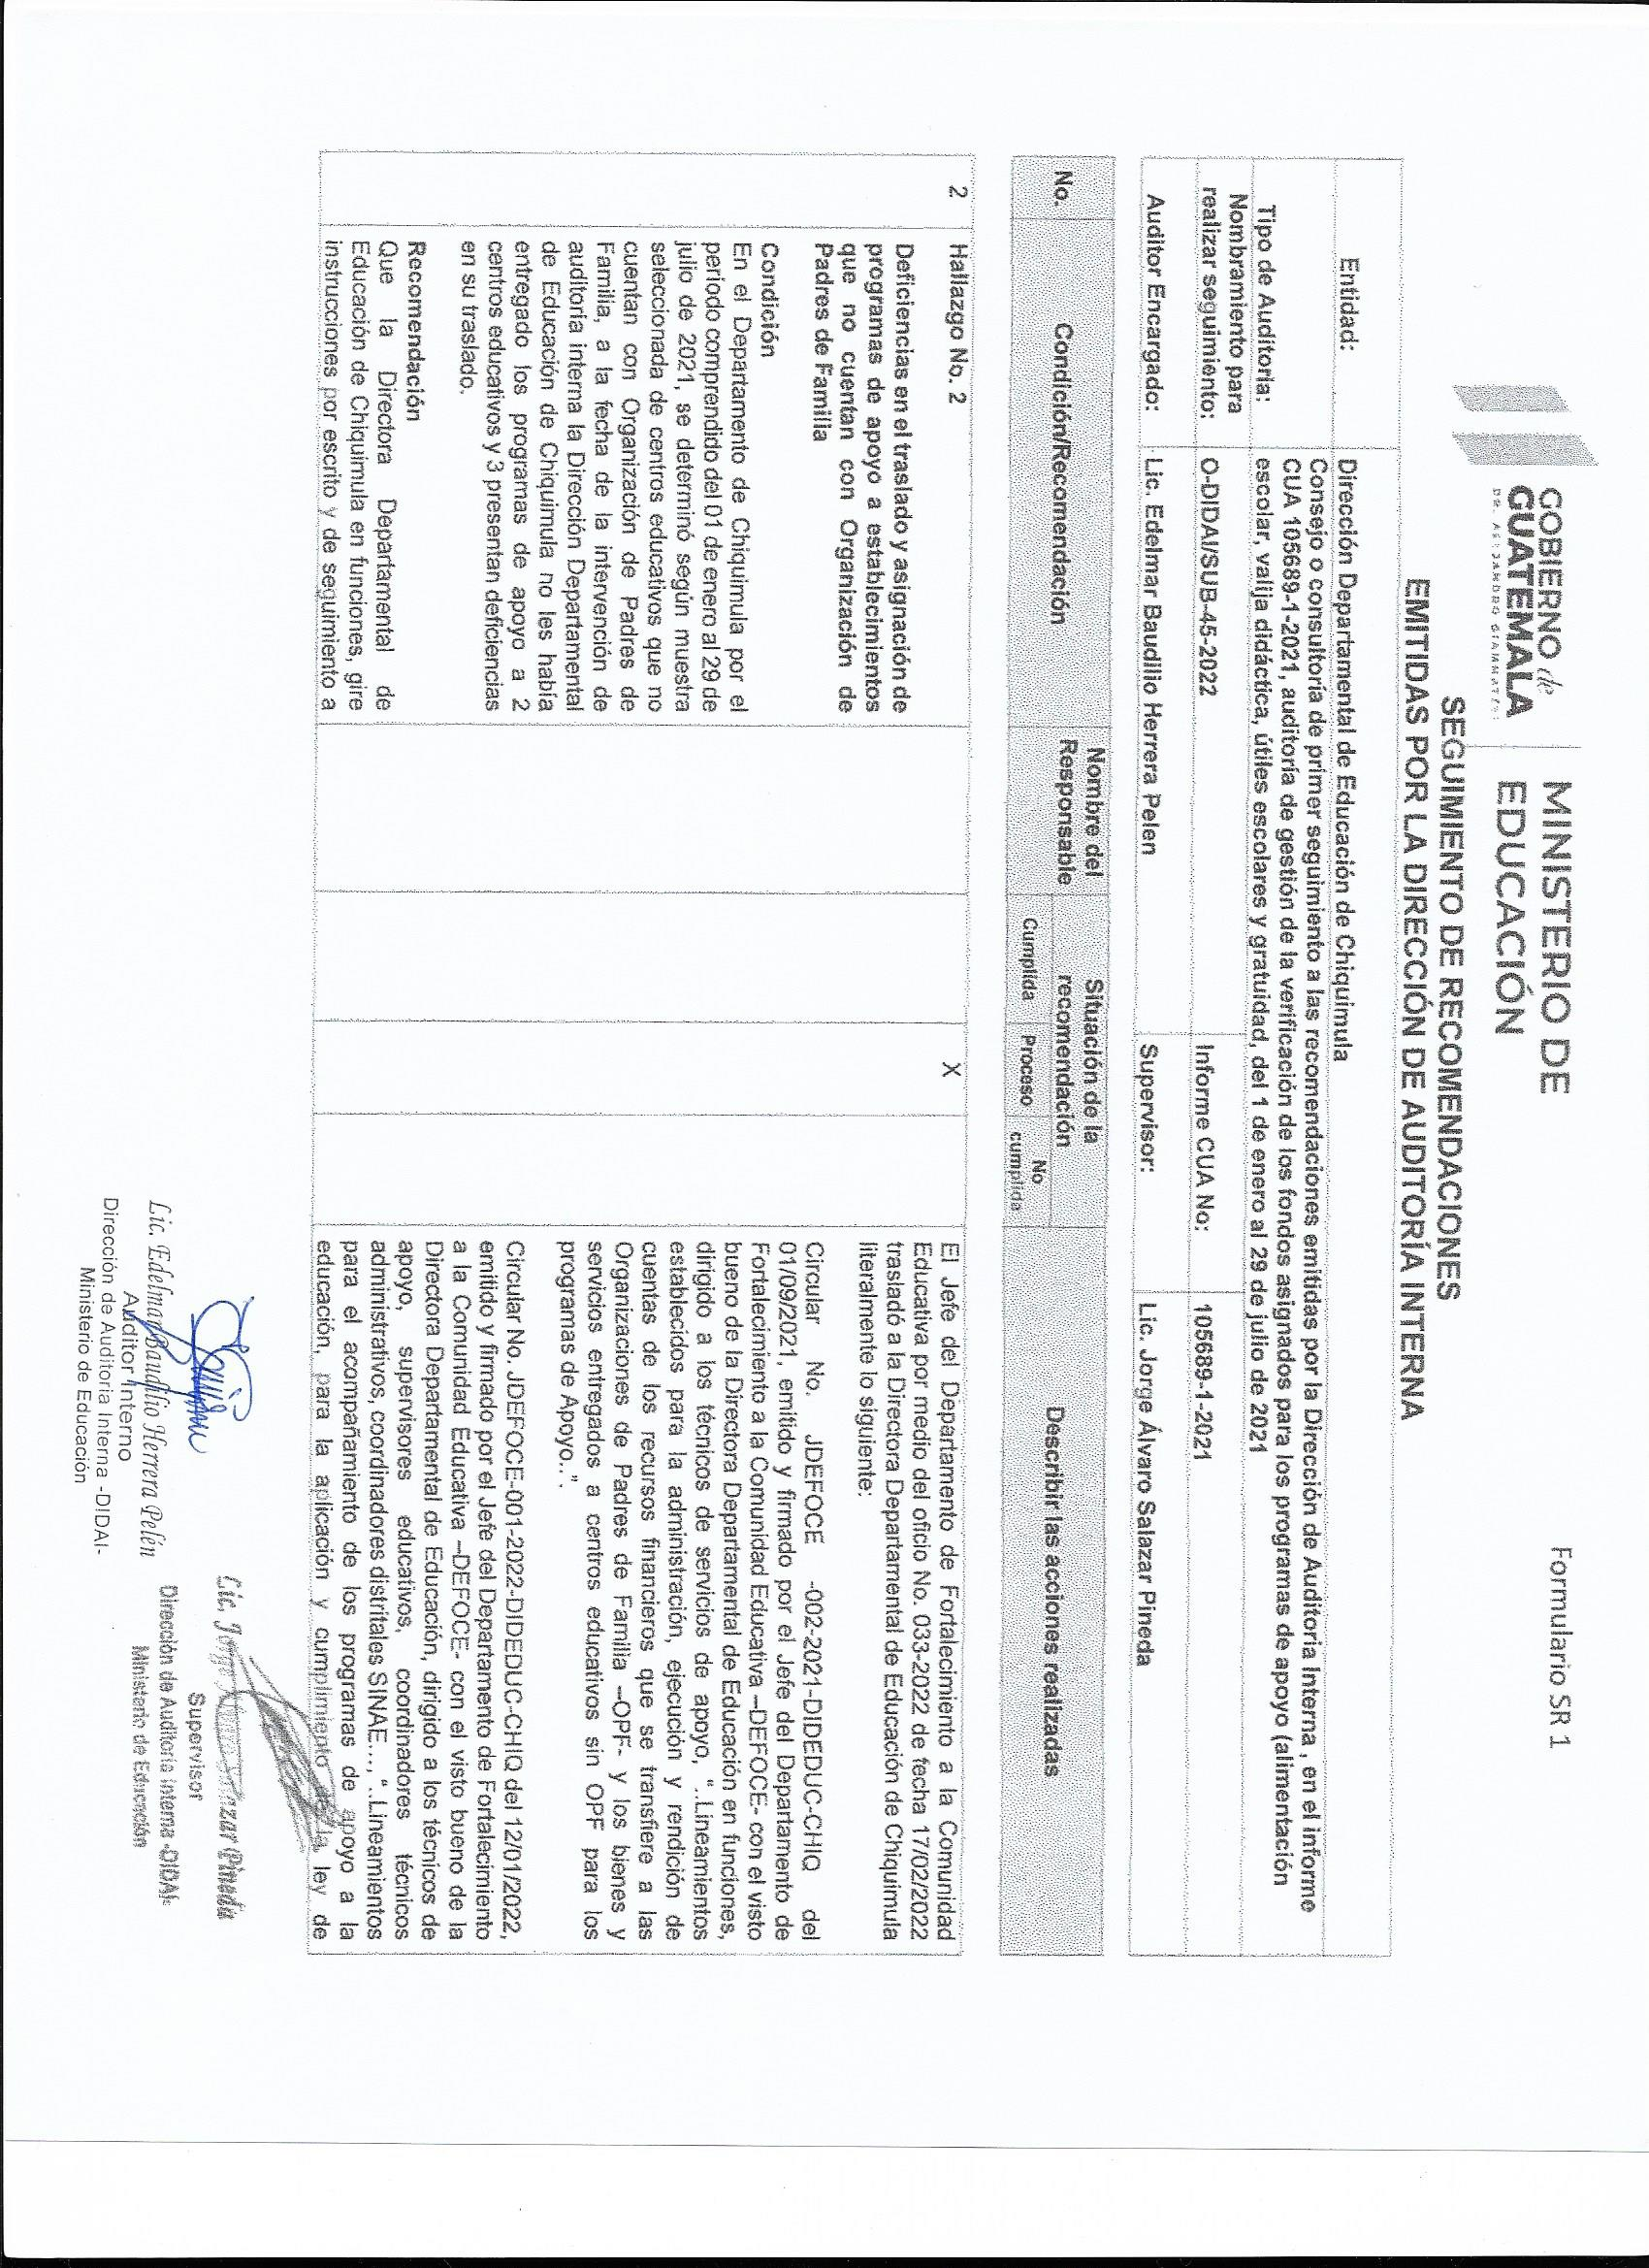 Formulario SR 1
GOBIERNO de
GUATEMALA
DR. ALEJANDRO GIAMMATTEI
MINISTERIO DE
EDUCACIÓN
SEGUIMIENTO DE RECOMENDACIONES
EMITIDAS POR LA DIRECCIÓN DE AUDITORÍA INTERNA
Entidad:
Dirección Departamental de Educación de Chiquimula
Tipo de Auditoría:
Consejo o consultoría de primer seguimiento a las recomendaciones emitidas por la Dirección de Auditoría Interna , en el informe
CUA 105689-1-2021, auditoría de gestión de la verificación de los fondos asignados para los programas de apoyo (alimentación
escolar, valija didáctica, útiles escolares y gratuidad, del 1 de enero al 29 de julio de 2021
Nombramiento para
realizar seguimiento:
O-DIDAI/SUB-45-2022
Informe CUA No:
105689-1-2021
Auditor Encargado:
Lic. Edelmar Baudilio Herrera Pelen
Supervisor:
Lic. Jorge Álvaro Salazar Pineda
No.
Condición/Recomendación
Nombre del
Responsable
Situación de la
recomendación
Cumplida
Proceso
No
cumplida
Describir las acciones realizadas
2
Hallazgo No. 2
Deficiencias en el traslado y asignación de
programas de apoyo a establecimientos
que no cuentan con Organización de
Padres de Familia
Condición
En el Departamento de Chiquimula por el
período comprendido del 01 de enero al 29 de
julio de 2021, se determinó según muestra
seleccionada de centros educativos que no
cuentan con Organización de Padres de
Familia, a la fecha de la intervención de
auditoría interna la Dirección Departamental
de Educación de Chiquimula no les había
entregado los programas de apoyo a 2
centros educativos y 3 presentan deficiencias
en su traslado.
Recomendación
Que la Directora Departamental de
Educación de Chiquimula en funciones, gire
instrucciones por escrito y de seguimiento a
X
El Jefe del Departamento de Fortalecimiento a la Comunidad
Educativa por medio del oficio No. 033-2022 de fecha 17/02/2022
trasladó a la Directora Departamental de Educación de Chiquimula
literalmente lo siguiente:
Circular No. JDEFOCE -002-2021-DIDEDUC-CHIQ del
01/09/2021, emitido y firmado por el Jefe del Departamento de
Fortalecimiento a la Comunidad Educativa –DEFOCE- con el visto
bueno de la Directora Departamental de Educación en funciones,
dirigido a los técnicos de servicios de apoyo, “..Lineamientos
establecidos para la administración, ejecución y rendición de
cuentas de los recursos financieros que se transfiere a las
Organizaciones de Padres de Familia –OPF- y los bienes y
servicios entregados a centros educativos sin OPF para los
programas de Apoyo..”.
Circular No. JDEFOCE-001-2022-DIDEDUC-CHIQ del 12/01/2022,
emitido y firmado por el Jefe del Departamento de Fortalecimiento
a la Comunidad Educativa –DEFOCE- con el visto bueno de la
Directora Departamental de Educación, dirigido a los técnicos de
apoyo, supervisores educativos, coordinadores técnicos
administrativos, coordinadores distritales SINAE…, “..Lineamientos
para el acompañamiento de los programas de apoyo a la
educación, para la aplicación y cumplimiento de la ley de
Lic. Edelmar Baudilio Herrera Pelén
Auditor Interno
Dirección de Auditoría Interna -DIDAI-
Ministerio de Educación
Lic. Jorge Alvaro Salazar Pineda
Supervisor
Dirección de Auditoría Interna -DIDAI-
Ministerio de Educación